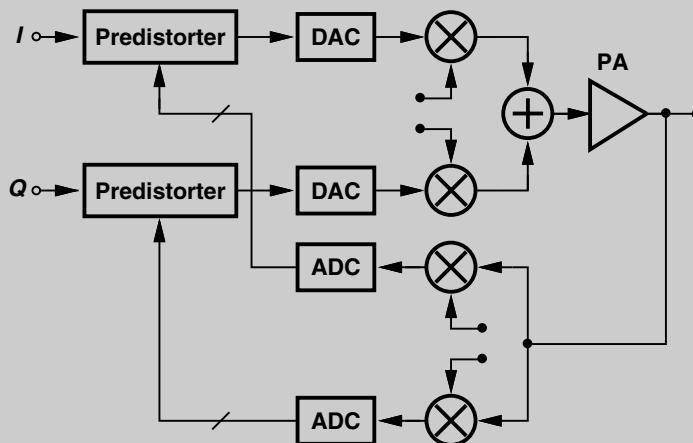 I
Predistorter
DAC
PA
Q
Predistorter
DAC
ADC
ADC